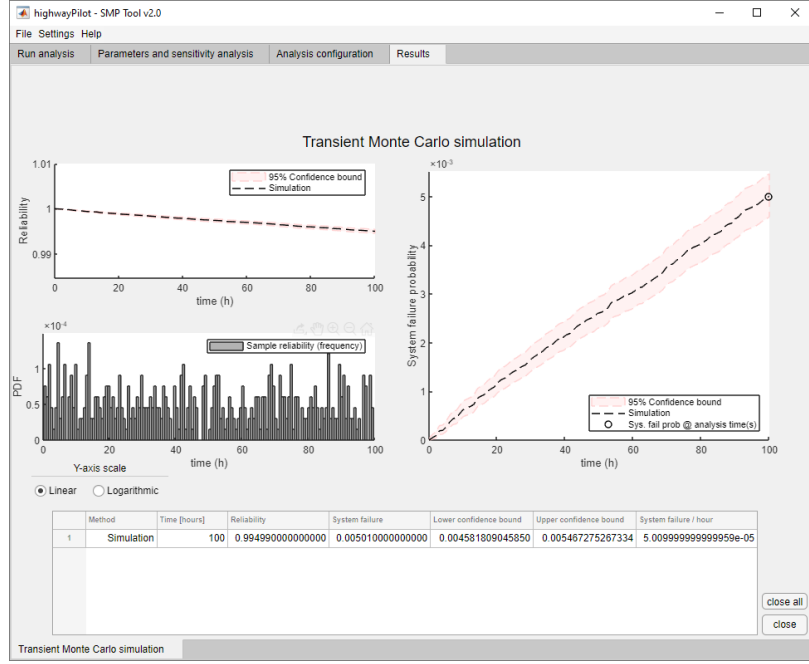 highwayPilot - SMP Tool v2.0
File Settings Help
Run analysis Parameters and sensitivity analysis Analysis configuration Results
Transient Monte Carlo simulation
1.01
1
0.99
Reliability
95% Confidence bound
Simulation
0 20 40 60 80 100
time (h)
×10-4
1
0.5
0
PDF
Sample reliability (frequency)
0 20 40 60 80 100
time (h)
×10-3
5
4
3
2
1
0
System failure probability
95% Confidence bound
Simulation
Sys. fail prob @ analysis time(s)
0 20 40 60 80 100
time (h)
Y-axis scale
Linear Logarithmic
Method Time [hours] Reliability System failure Lower confidence bound Upper confidence bound System failure / hour
1 Simulation 100 0.994990000000000 0.005010000000000 0.004581809045850 0.005467275267334 5.009999999999959e-05
close all
close
Transient Monte Carlo simulation